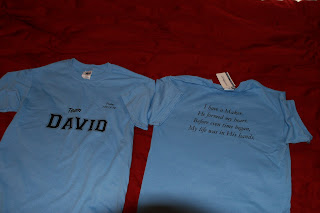 Team
DAVID
I have a Maker,
He formed my heart,
Before even time began,
My life was in His hands.